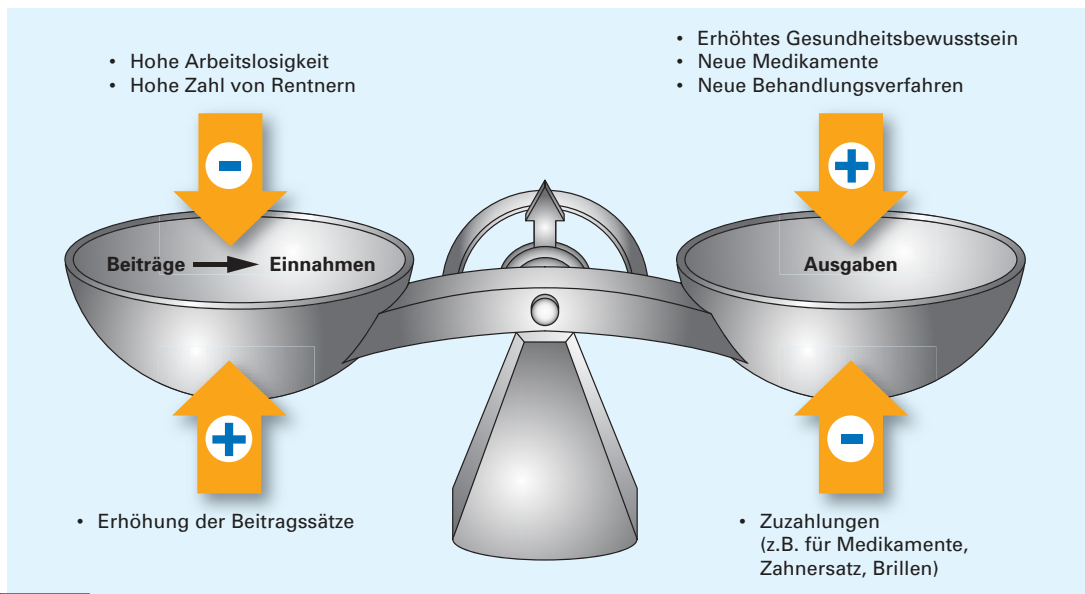 • Hohe Arbeitslosigkeit
• Hohe Zahl von Rentnern
• Erhöhtes Gesundheitsbewusstsein
• Neue Medikamente
• Neue Behandlungsverfahren
-
+
Beiträge → Einnahmen
Ausgaben
+
-
• Erhöhung der Beitragssätze
• Zuzahlungen
(z.B. für Medikamente,
Zahnersatz, Brillen)